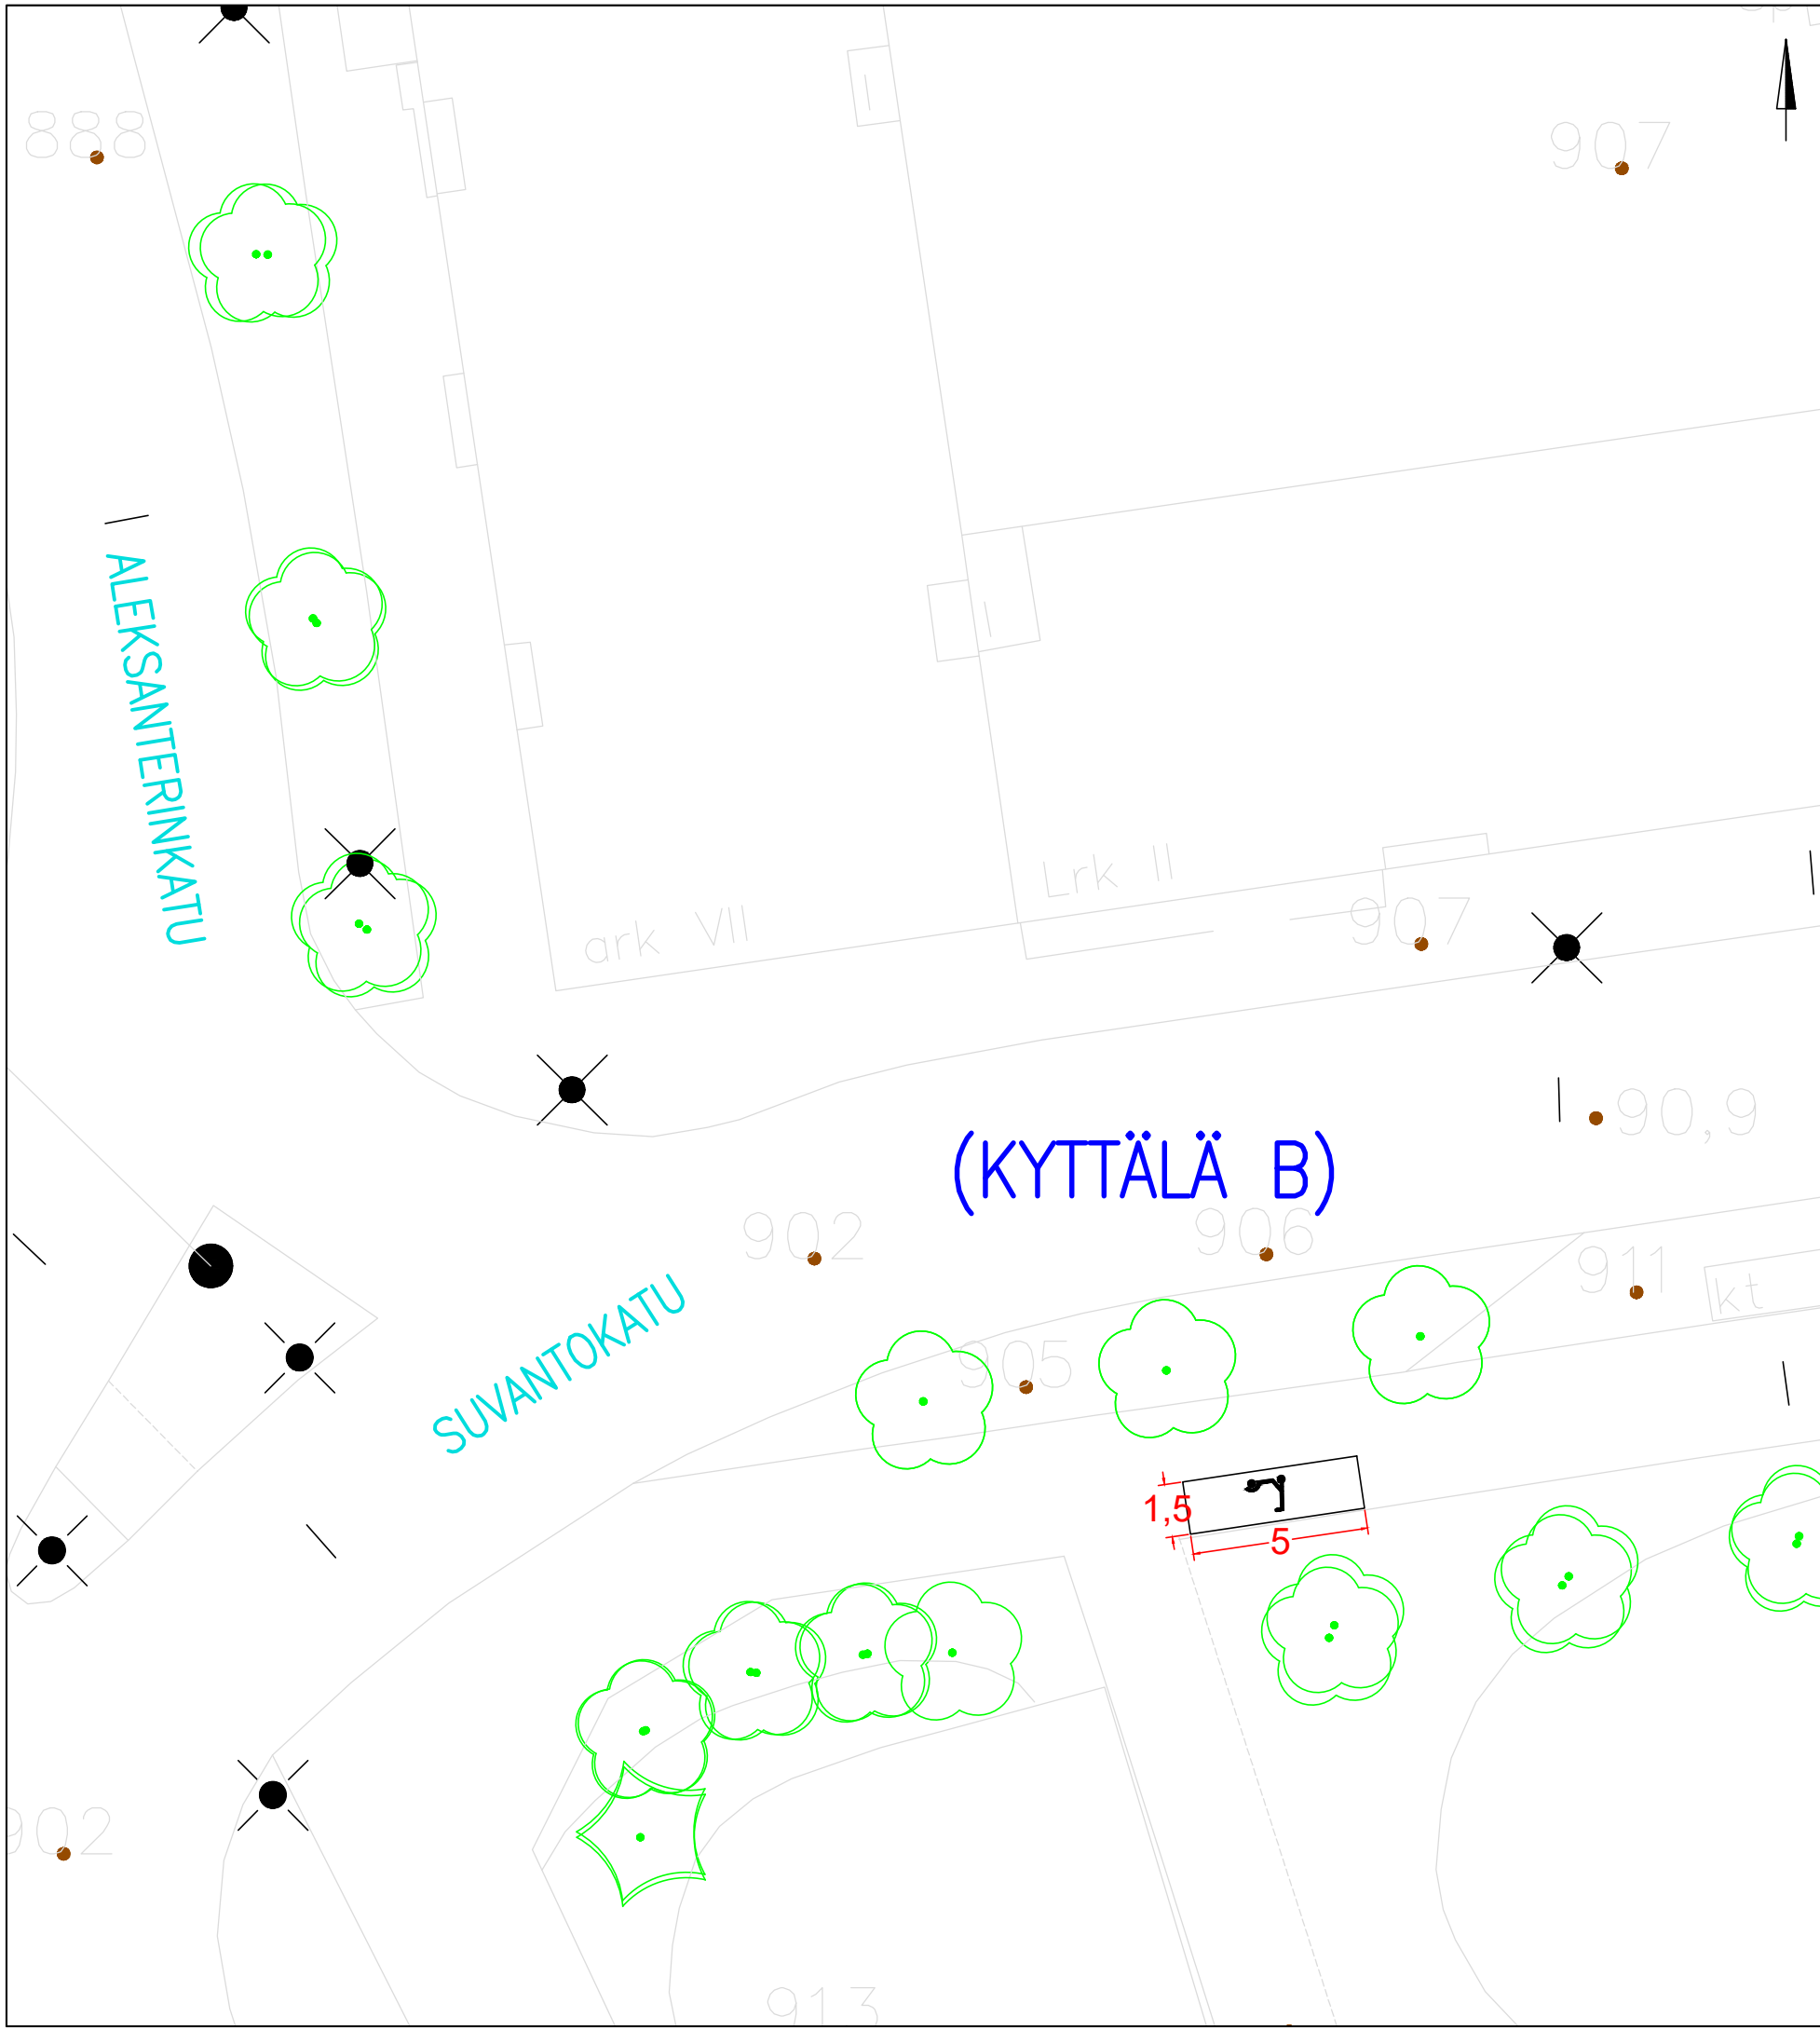 888
907
ALEKSANTERINKATU
Lrk II
ark VII
907
90,9
(KYTTÄLÄ B)
902
906
911
kt
SUVANTOKATU
905
1,5
5
902
913